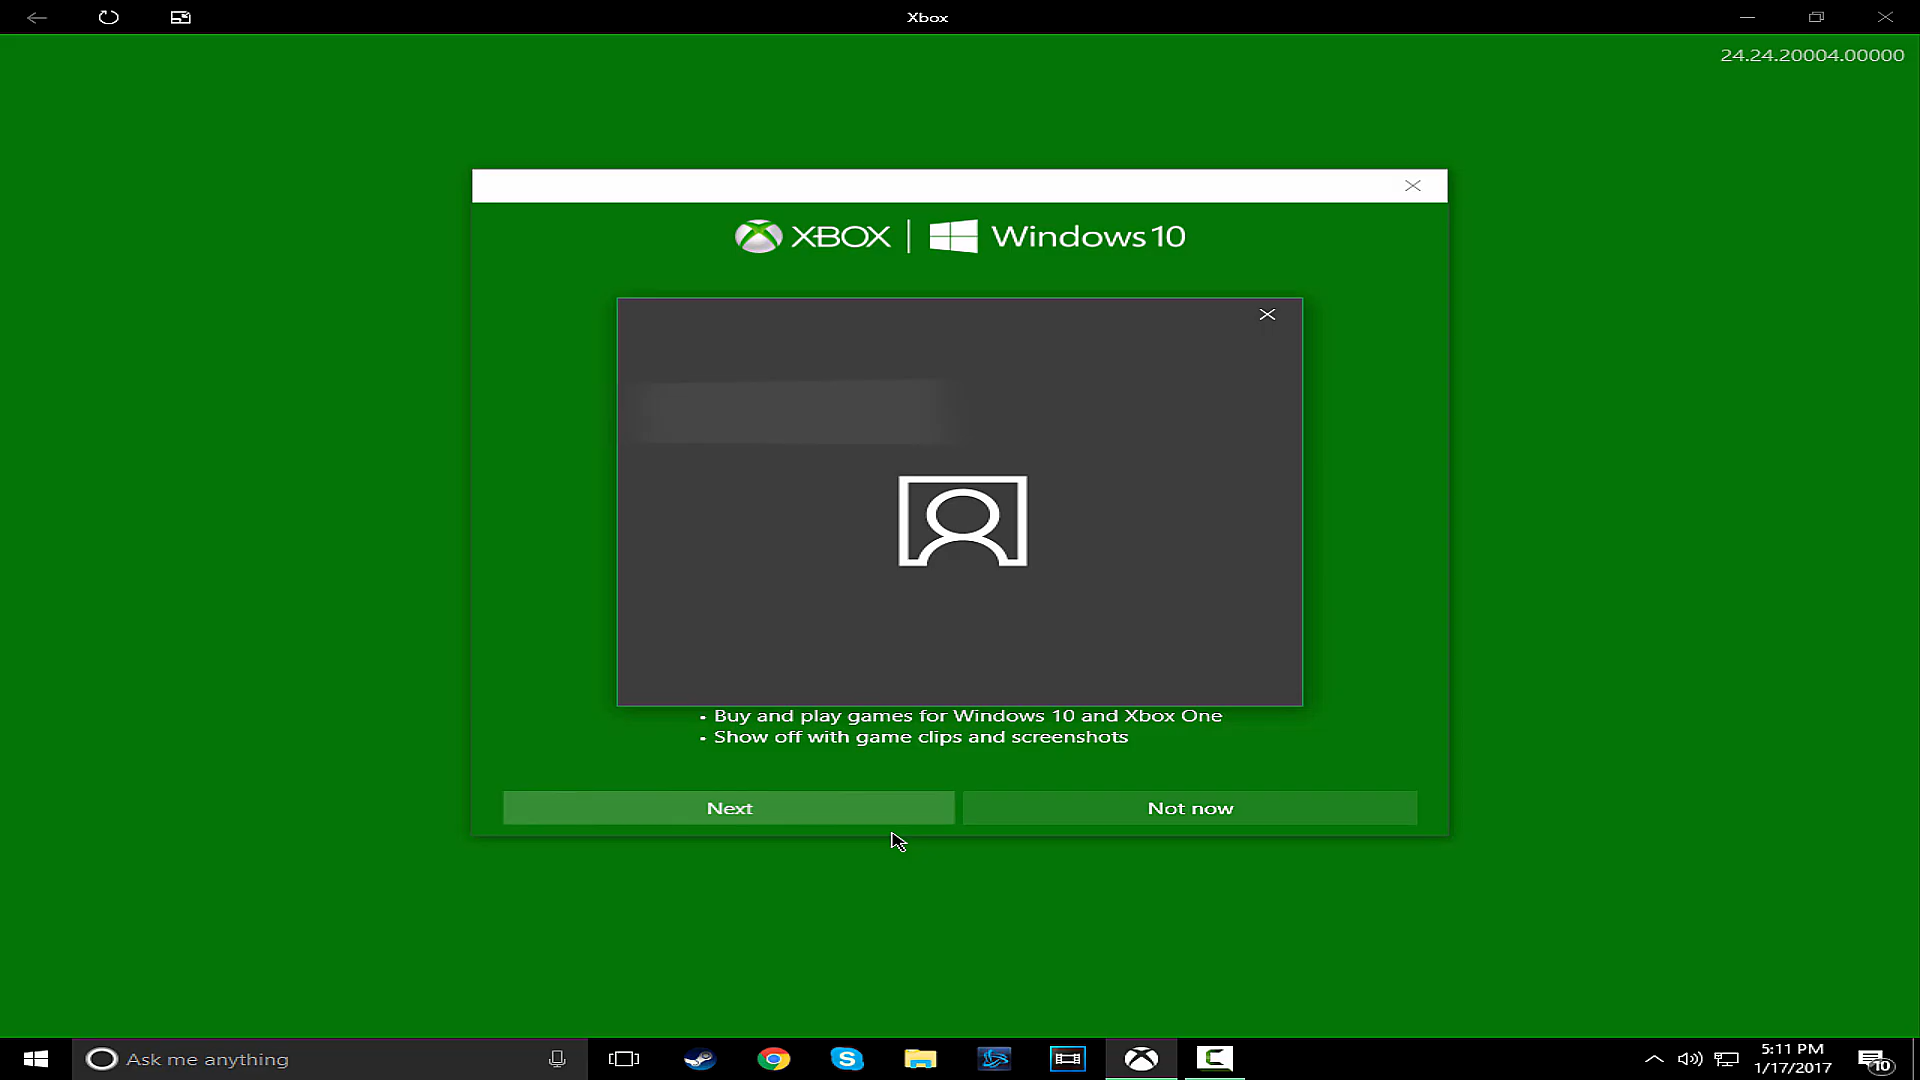 Xbox
24.24.20004.00000
XBOX | Windows 10
• Buy and play games for Windows 10 and Xbox One
• Show off with game clips and screenshots
Next
Not now
Ask me anything
5:11 PM
1/17/2017
10